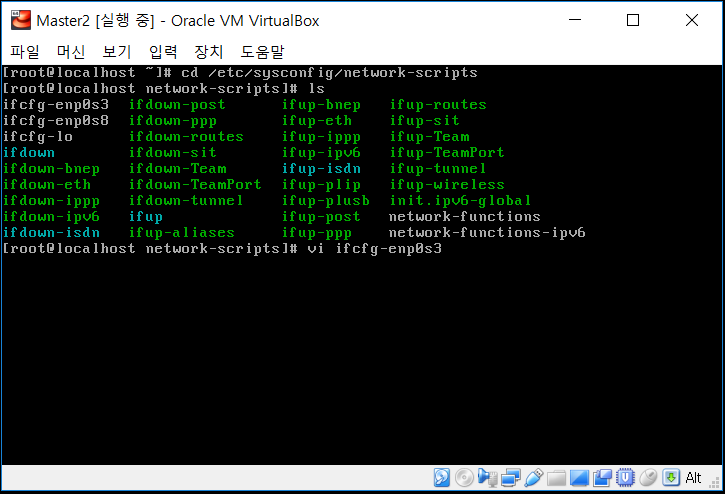 Master2 [실행 중] - Oracle VM VirtualBox
파일 머신 보기 입력 장치 도움말
[root@localhost ~]# cd /etc/sysconfig/network-scripts
[root@localhost network-scripts]# ls
ifcfg-enp0s3 ifdown-post ifup-bnep ifup-routes
ifcfg-enp0s8 ifdown-ppp ifup-eth ifup-sit
ifcfg-lo ifdown-routes ifup-ippp ifup-Team
ifdown ifdown-sit ifup-ipv6 ifup-TeamPort
ifdown-bnep ifdown-Team ifup-isdn ifup-tunnel
ifdown-eth ifdown-TeamPort ifup-plip ifup-wireless
ifdown-ippp ifdown-tunnel ifup-plusb init.ipv6-global
ifdown-ipv6 ifup ifup-post network-functions
ifdown-isdn ifup-aliases ifup-ppp network-functions-ipv6
[root@localhost network-scripts]# vi ifcfg-enp0s3
Alt